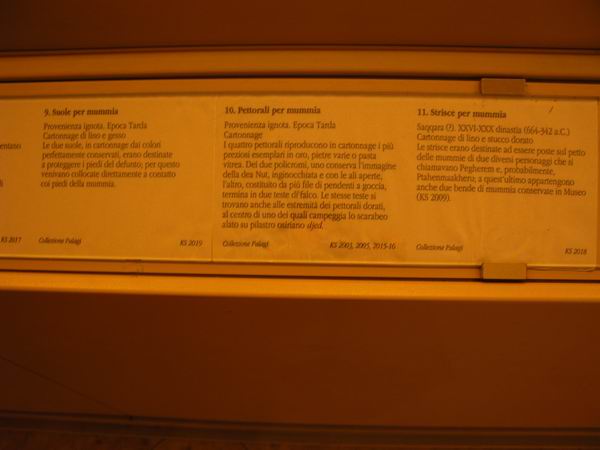 KS 2017
9. Suole per mummia
Provenienza ignota. Epoca Tarda
Cartonnage di lino e gesso
Le due suole, in cartonnage dai colori
perfettamente conservati, erano destinate
a proteggere i piedi del defunto; per questo
venivano collocate direttamente a contatto
coi piedi della mummia.
Collezione Palagi KS 2019
10. Pettorali per mummia
Provenienza ignota. Epoca Tarda
Cartonnage
I quattro pettorali riproducono in cartonnage i più
preziosi esemplari in oro, pietre varie o pasta
vitrea. Dei due policromi, uno conserva l'immagine
della dea Nut, inginocchiata e con le ali aperte,
l'altro, costituito da più file di pendenti a goccia,
termina in due teste di falco. Le stesse teste si
trovano anche alle estremità dei pettorali dorati,
al centro di uno dei quali campeggia lo scarabeo
alato su pilastro osiriano djed.
KS 2003, 2005, 2015-16
11. Strisce per mummia
Saqqara (?). XXVI-XXX dinastia (664-342 a.C.)
Cartonnage di lino e stucco dorato
Le strisce erano destinate ad essere poste sul petto
delle mummie di due diversi personaggi che si
chiamavano Pegherem e, probabilmente,
Ptahenmaakheru; a quest'ultimo appartengono
anche due bende di mummia conservate in Museo
(KS 2009).
Collezione Palagi KS 2018